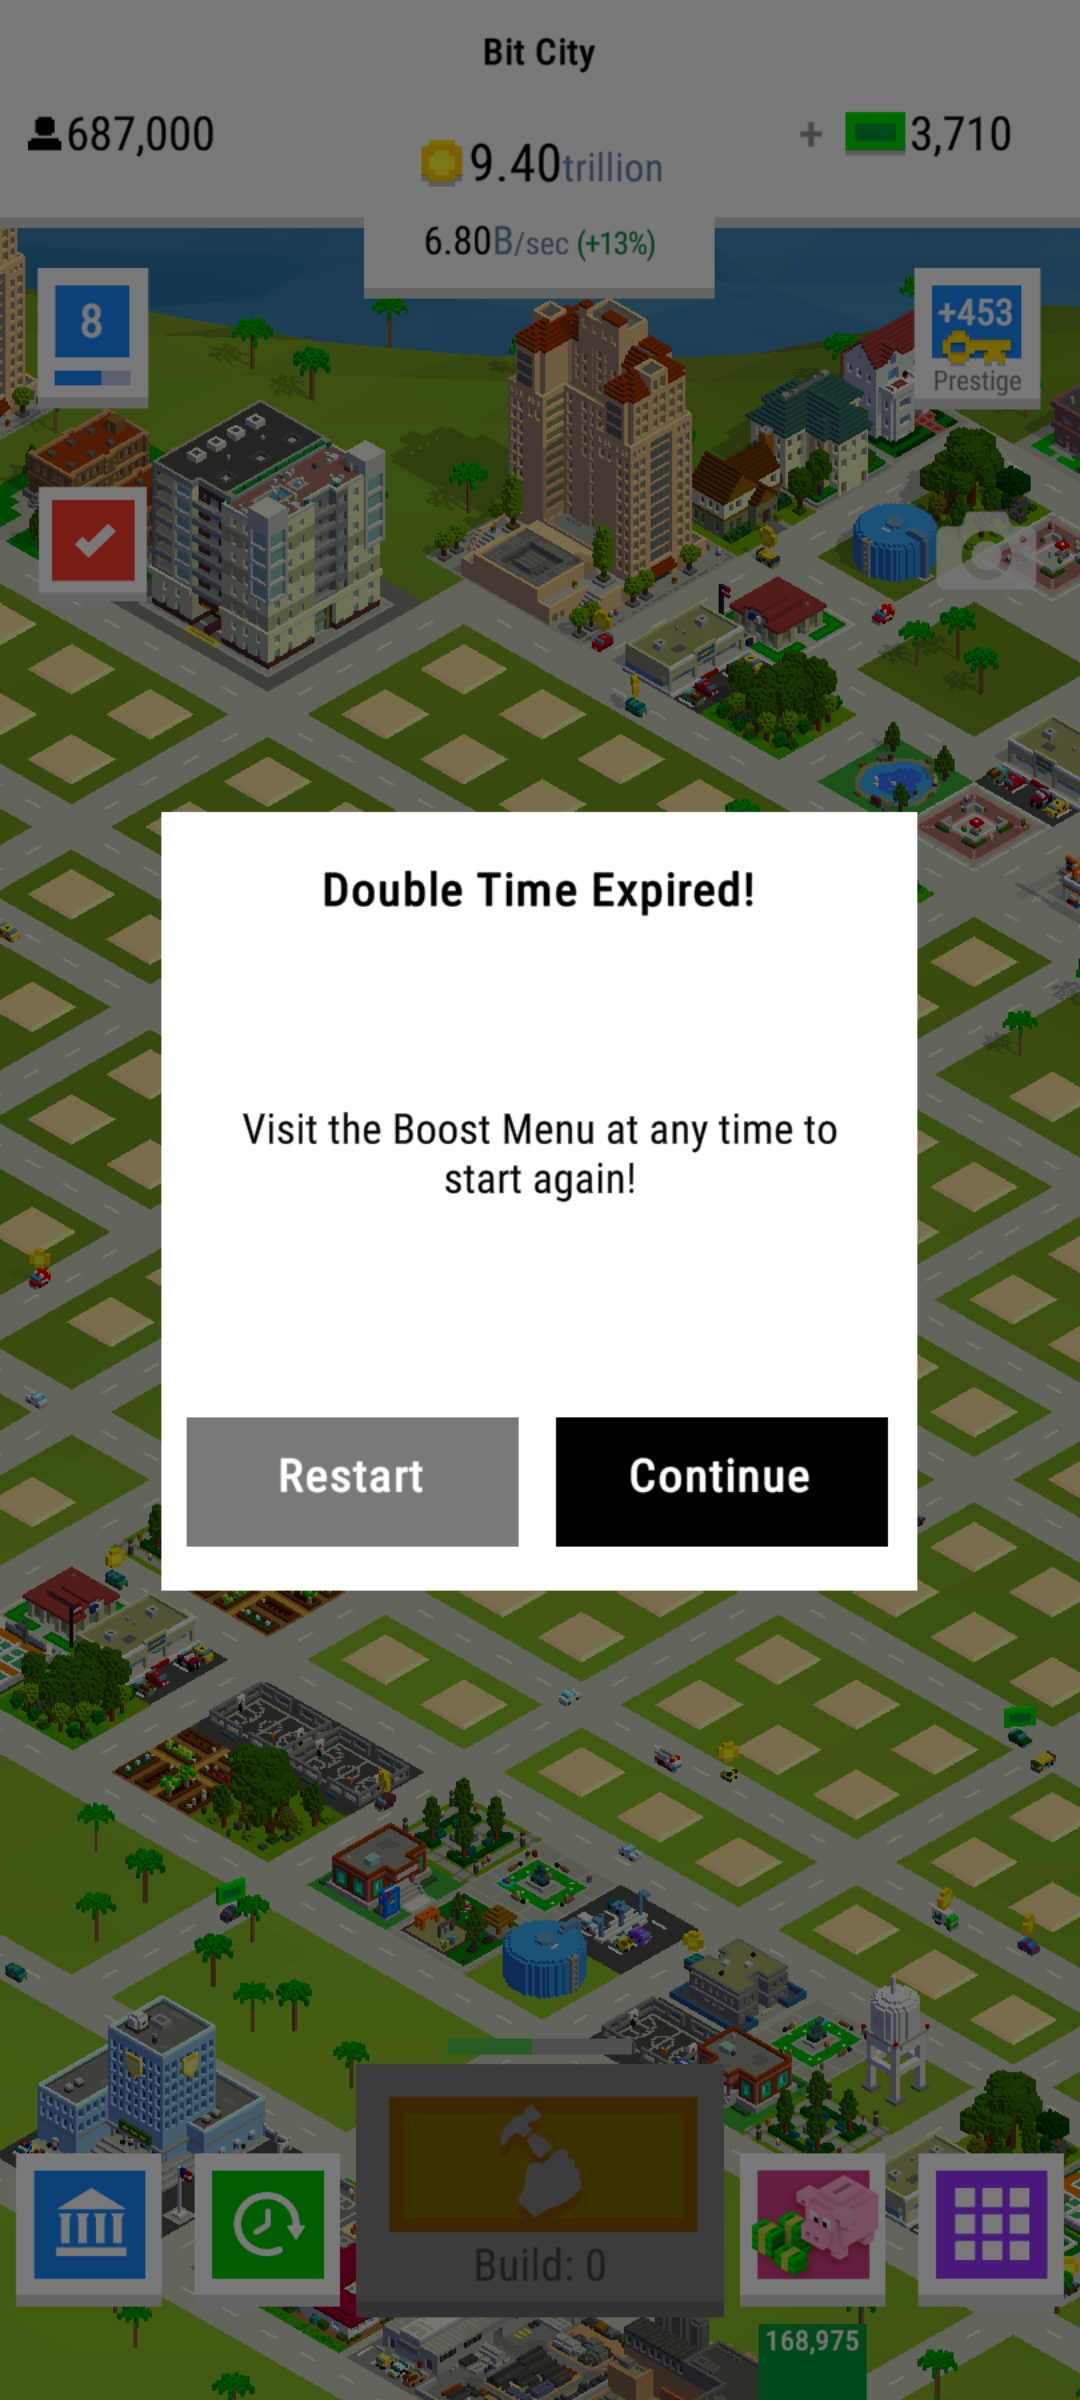 Bit City
687,000
9.40trillion
+ 3,710
6.80B/sec (+13%)
8
+453
Prestige
Double Time Expired!
Visit the Boost Menu at any time to
start again!
Restart
Continue
Build: 0
168,975